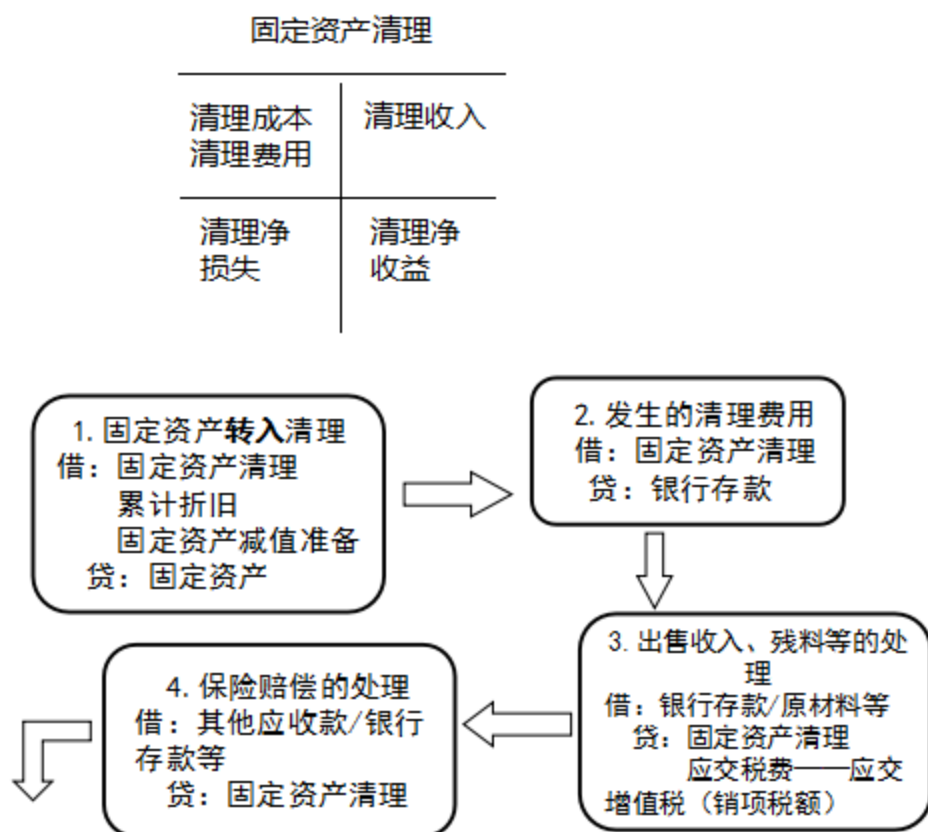 固定资产清理
清理成本
清理费用
清理收入
清理净
损失
清理净
收益
1. 固定资产转入清理
借：固定资产清理
累计折旧
固定资产减值准备
贷：固定资产
2. 发生的清理费用
借：固定资产清理
贷：银行存款
3. 出售收入、残料等的处
理
借：银行存款/原材料等
贷：固定资产清理
应交税费——应交
增值税（销项税额）
4. 保险赔偿的处理
借：其他应收款/银行
存款等
贷：固定资产清理